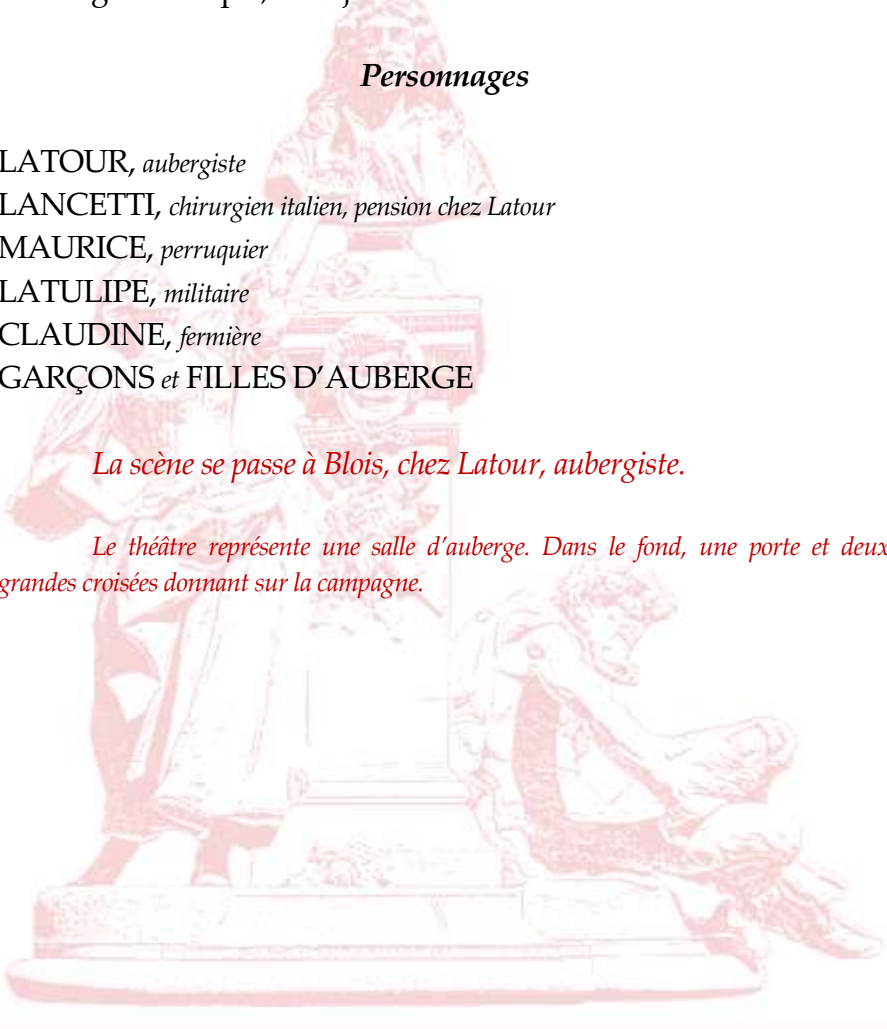 Personnages
LATOUR, aubergiste
LANCETTI, chirurgien italien, pension chez Latour
MAURICE, perruquier
LATULIPE, militaire
CLAUDINE, fermière
GARÇONS et FILLES D’AUBERGE
La scène se passe à Blois, chez Latour, aubergiste.
Le théâtre représente une salle d’auberge. Dans le fond, une porte et deux
grandes croisées donnant sur la campagne.